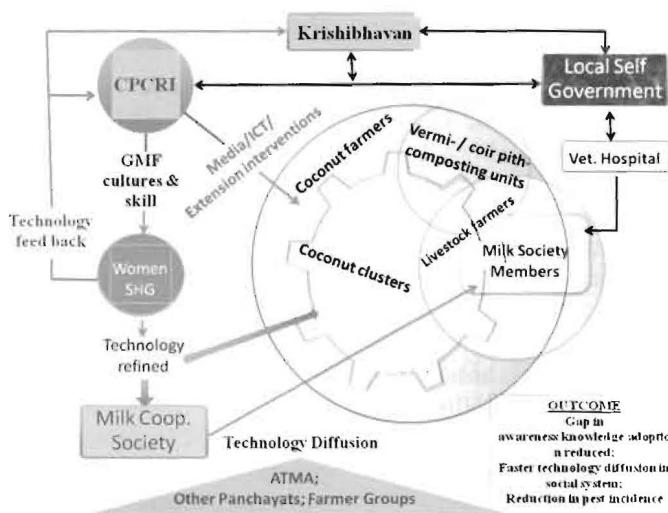 Krishibhavan
CPCRI
Local Self
Government
Media/ICT/
Extension interventions
Coconut farmers
Vermi- / coir pith-
composting units
Vet. Hospital
GMF
cultures &
skill
Technology
feed back
Livestock farmers
Milk Society
Members
Women
SHG
Coconut clusters
Technology
refined
Milk Coop.
Society
Technology Diffusion
OUTCOME
Gap in
awareness knowledge adoptio
n reduced;
Faster technology diffusion in
social system;
Reduction in pest incidence
ATMA;
Other Panchayats; Farmer Groups